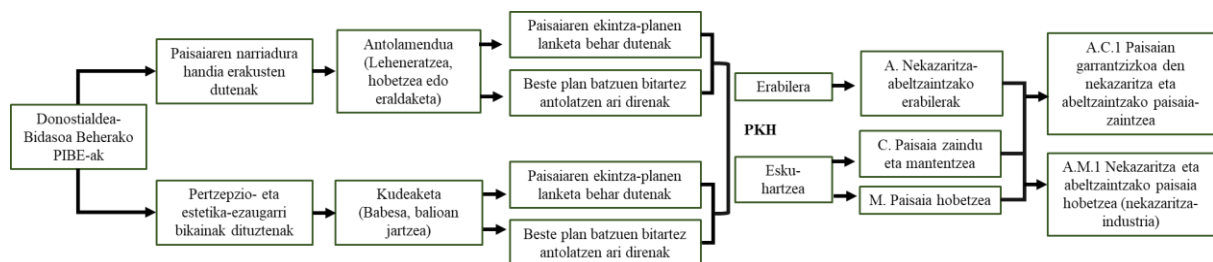 Donostialdea-
Bidasoa Beherako
PIBE-ak
Paisaiaren narriadura
handia erakusten
dutenak
Antolamendua
(Leheneratzea,
hobetzea edo
eraldaketa)
Paisaiaren ekintza-planen
lanketa behar dutenak
Beste plan batzuen bitartez
antolatzen ari direnak
Pertzepzio- eta
estetika-ezaugarri
bikainak dituztenak
Kudeaketa
(Babesa, balioan
jartzea)
Paisaiaren ekintza-planen
lanketa behar dutenak
Beste plan batzuen bitartez
antolatzen ari direnak
PKH
Erabilera
Esku-
hartzea
A. Nekazaritza-
abeltzaintzako
erabilerak
C. Paisaia zaindu
eta mantentzea
M. Paisaia hobetzea
A.C.1 Paisaian
garrantzizkoa den
nekazaritza eta
abeltzaintzako paisaia-
zaintzea
A.M.1 Nekazaritza eta
abeltzaintzako paisaia
hobetzea (nekazaritza-
industria)